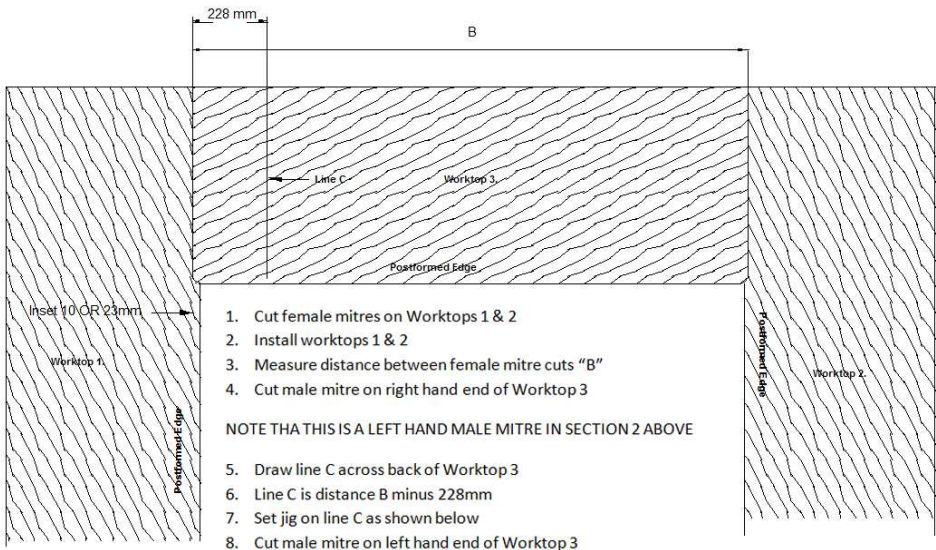 228 mm
B
Line C
Worktop 3.
Postformed Edge
Inset 10 OR 23mm
Worktop 1.
Postformed Edge
Postformed Edge
Worktop 2.
1. Cut female mitres on Worktops 1 & 2
2. Install worktops 1 & 2
3. Measure distance between female mitre cuts “B”
4. Cut male mitre on right hand end of Worktop 3
NOTE THA THIS IS A LEFT HAND MALE MITRE IN SECTION 2 ABOVE
5. Draw line C across back of Worktop 3
6. Line C is distance B minus 228mm
7. Set jig on line C as shown below
8. Cut male mitre on left hand end of Worktop 3